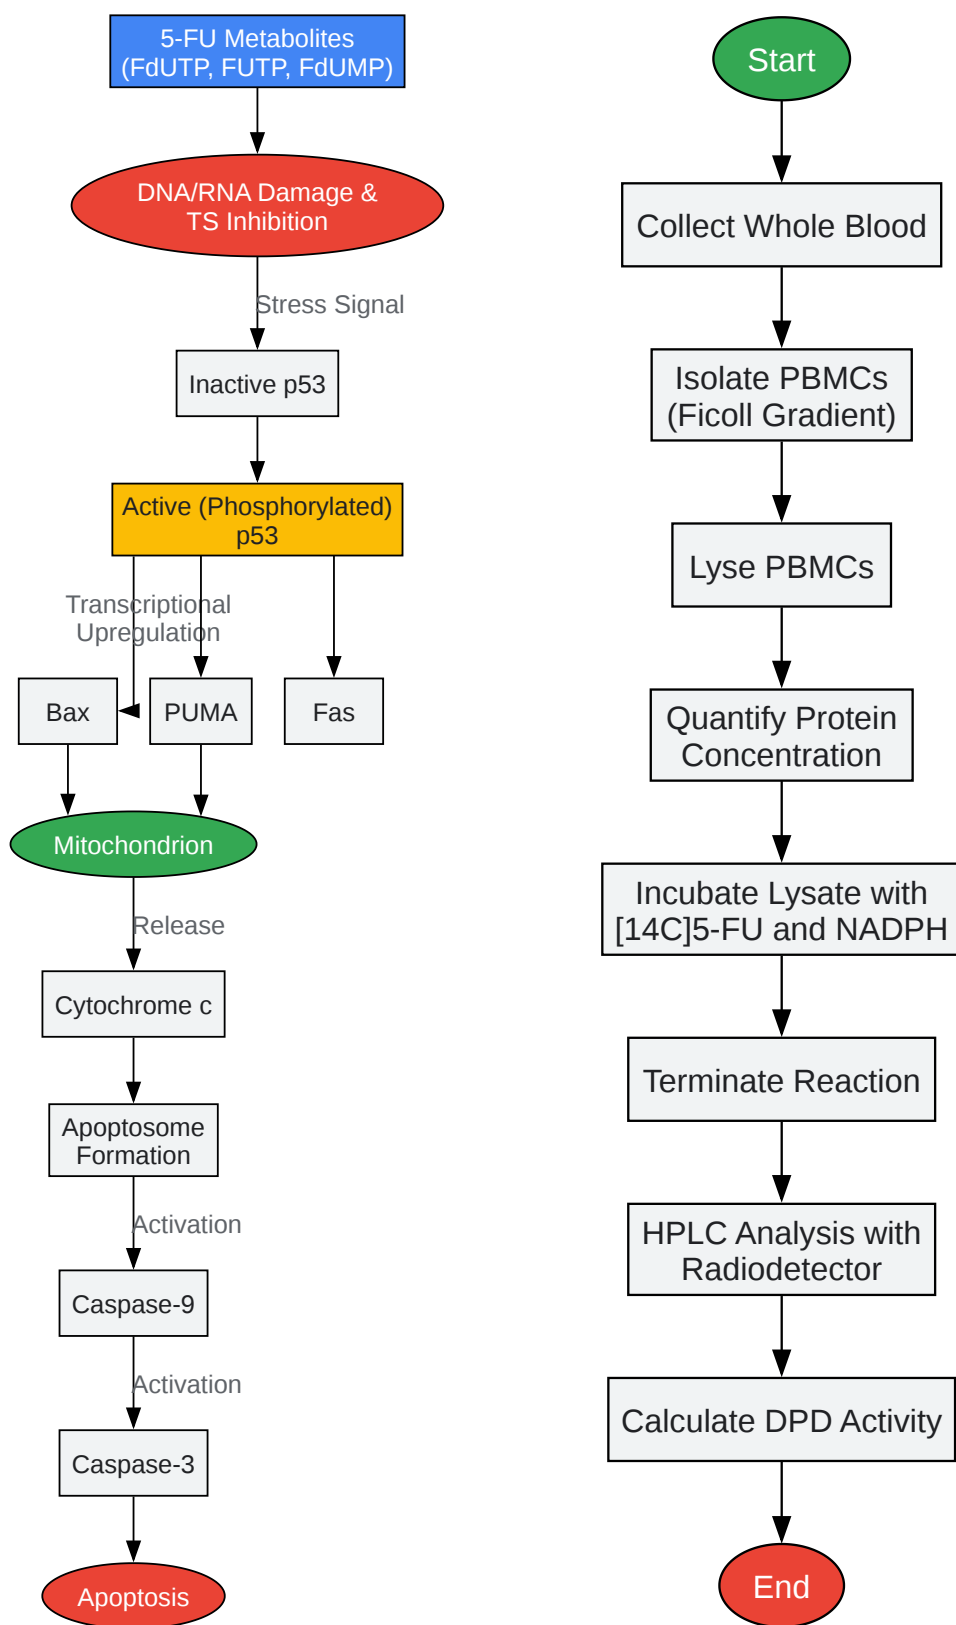 5-FU Metabolites
(FdUTP, FUTP, FdUMP)
DNA/RNA Damage &
TS Inhibition
Stress Signal
Inactive p53
Active (Phosphorylated)
p53
Transcriptional
Upregulation
Bax
PUMA
Fas
Mitochondrion
Release
Cytochrome c
Apoptosome
Formation
Activation
Caspase-9
Activation
Caspase-3
Apoptosis
Start
Collect Whole Blood
Isolate PBMCs
(Ficoll Gradient)
Lyse PBMCs
Quantify Protein
Concentration
Incubate Lysate with
[14C]5-FU and NADPH
Terminate Reaction
HPLC Analysis with
Radiodetector
Calculate DPD Activity
End